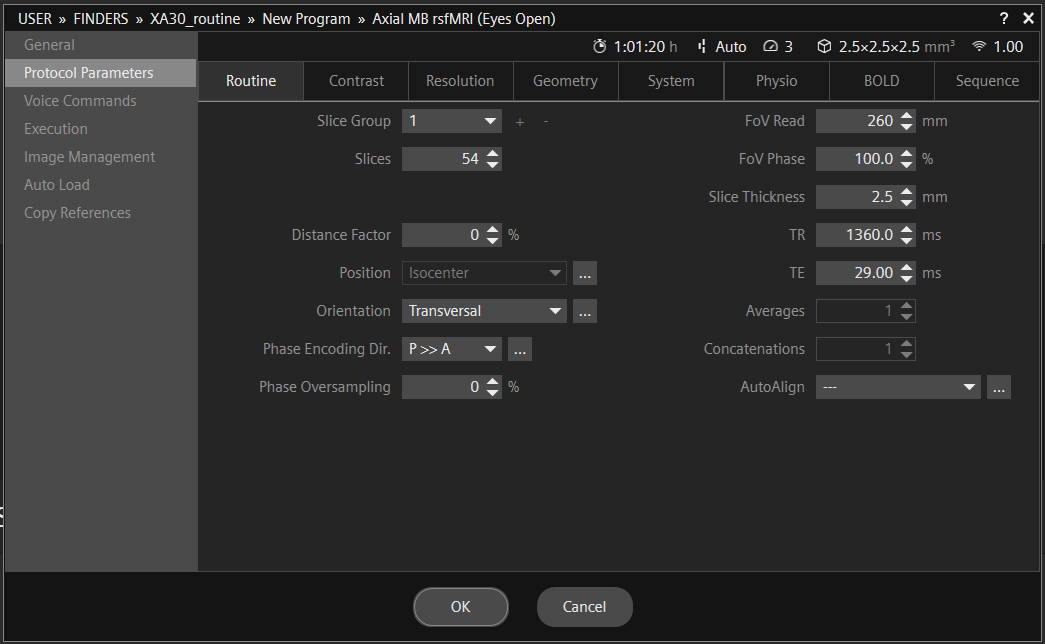 USER » FINDERS » XA30_routine » New Program » Axial MB rsfMRI (Eyes Open) ? ×
General
Protocol Parameters
Voice Commands
Execution
Image Management
Auto Load
Copy References
1:01:20 h Auto 3 2.5×2.5×2.5 mm³ 1.00
Routine Contrast Resolution Geometry System Physio BOLD Sequence
Slice Group 1 + - FoV Read 260 mm
Slices 54 FoV Phase 100.0 %
Slice Thickness 2.5 mm
Distance Factor 0 % TR 1360.0 ms
Position Isocenter ... TE 29.00 ms
Orientation Transversal ... Averages 1
Phase Encoding Dir. P >> A ... Concatenations 1
Phase Oversampling 0 % AutoAlign --- ...
OK Cancel